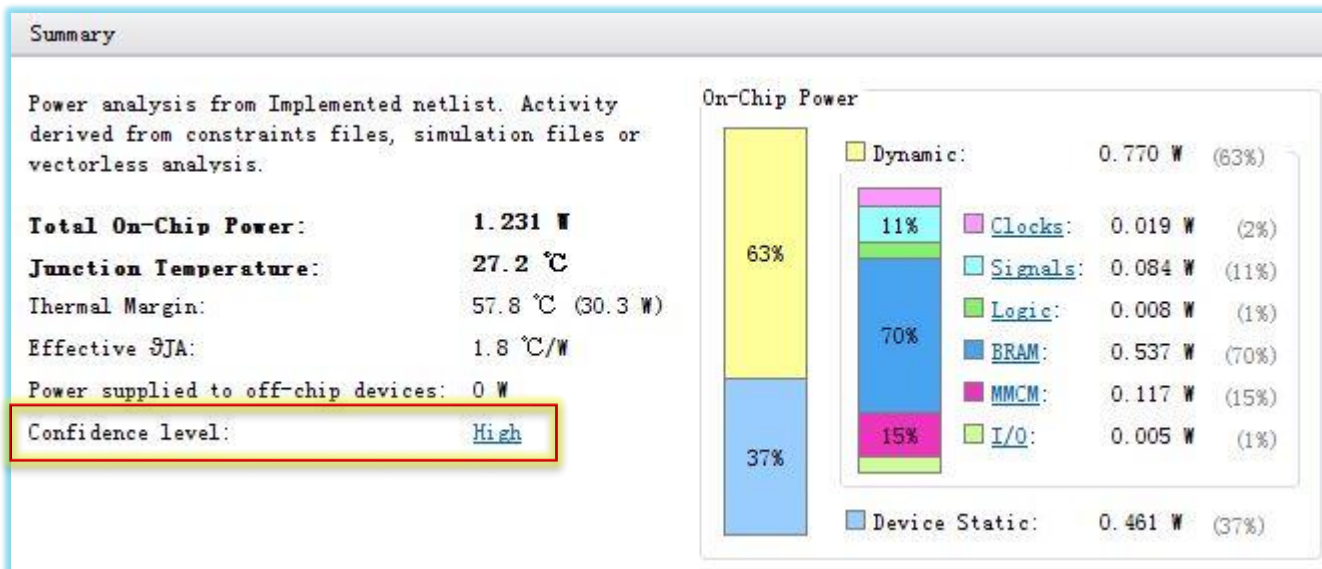 Summary
Power analysis from Implemented netlist. Activity
derived from constraints files, simulation files or
vectorless analysis.
Total On-Chip Power: 1.231 W
Junction Temperature: 27.2 ℃
Thermal Margin: 57.8 ℃ (30.3 W)
Effective ϑJA: 1.8 ℃/W
Power supplied to off-chip devices: 0 W
Confidence level: High
On-Chip Power
63%
37%
Dynamic: 0.770 W (63%)
11%
70%
15%
Clocks: 0.019 W (2%)
Signals: 0.084 W (11%)
Logic: 0.008 W (1%)
BRAM: 0.537 W (70%)
MMCM: 0.117 W (15%)
I/O: 0.005 W (1%)
Device Static: 0.461 W (37%)